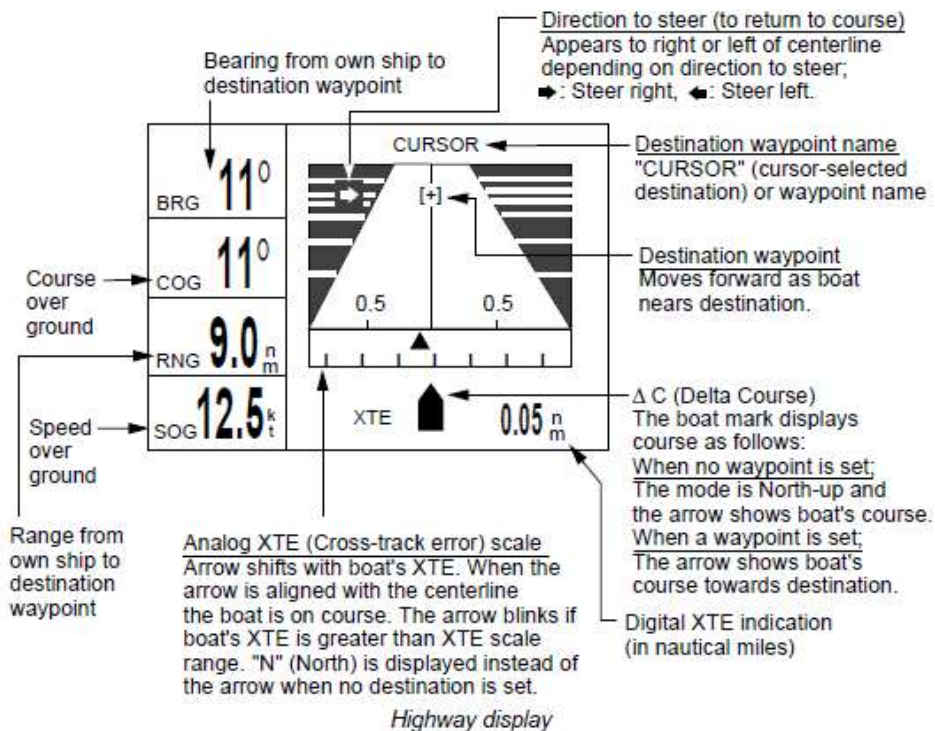 Direction to steer (to return to course)
Appears to right or left of centerline
depending on direction to steer;
➡: Steer right, ⬅: Steer left.
Bearing from own ship to
destination waypoint
CURSOR
Destination waypoint name
"CURSOR" (cursor-selected
destination) or waypoint name
BRG 11°
[+]
Destination waypoint
Moves forward as boat
nears destination.
Course
over
ground
COG 11°
0.5 0.5
RNG 9.0 nm
Speed
over
ground
SOG 12.5 kt
XTE 0.05 nm
Δ C (Delta Course)
The boat mark displays
course as follows:
When no waypoint is set;
The mode is North-up and
the arrow shows boat's course.
When a waypoint is set;
The arrow shows boat's
course towards destination.
Range from
own ship to
destination
waypoint
Analog XTE (Cross-track error) scale
Arrow shifts with boat's XTE. When the
arrow is aligned with the centerline
the boat is on course. The arrow blinks if
boat's XTE is greater than XTE scale
range. "N" (North) is displayed instead of
the arrow when no destination is set.
Digital XTE indication
(in nautical miles)
Highway display